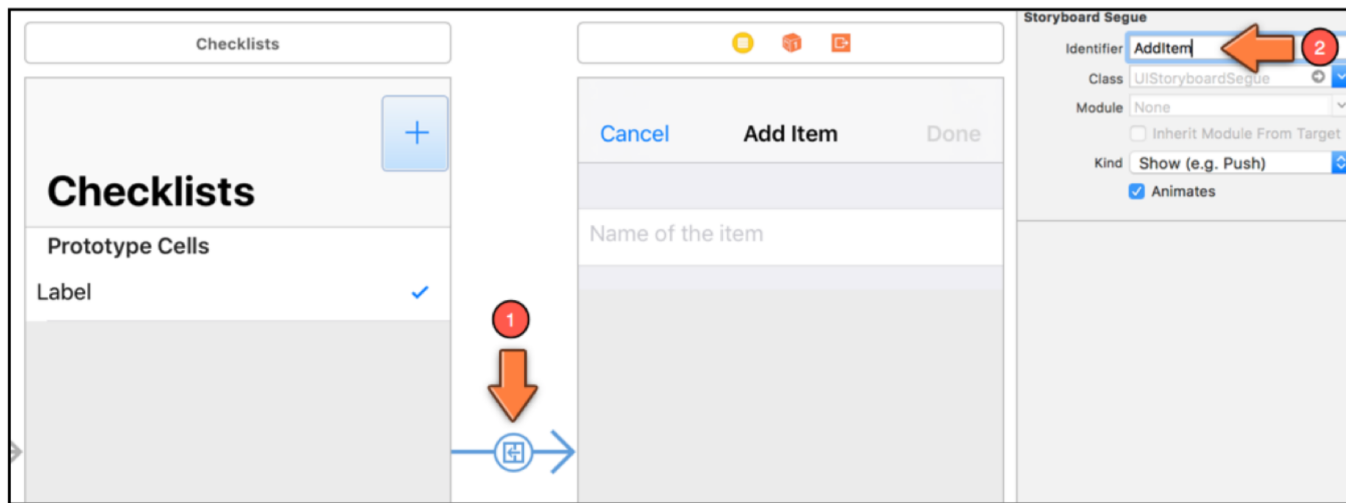 Checklists
Checklists
Prototype Cells
Label
1
Cancel
Add Item
Done
Name of the item
Storyboard Segue
Identifier AddItem
2
Class UIStoryboardSegue
Module None
Inherit Module From Target
Kind Show (e.g. Push)
Animates